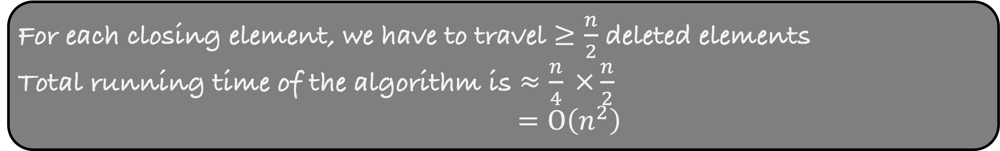 For each closing element, we have to travel ≥ n/2 deleted elements
Total running time of the algorithm is ≈ n/4 × n/2
= O(n²)